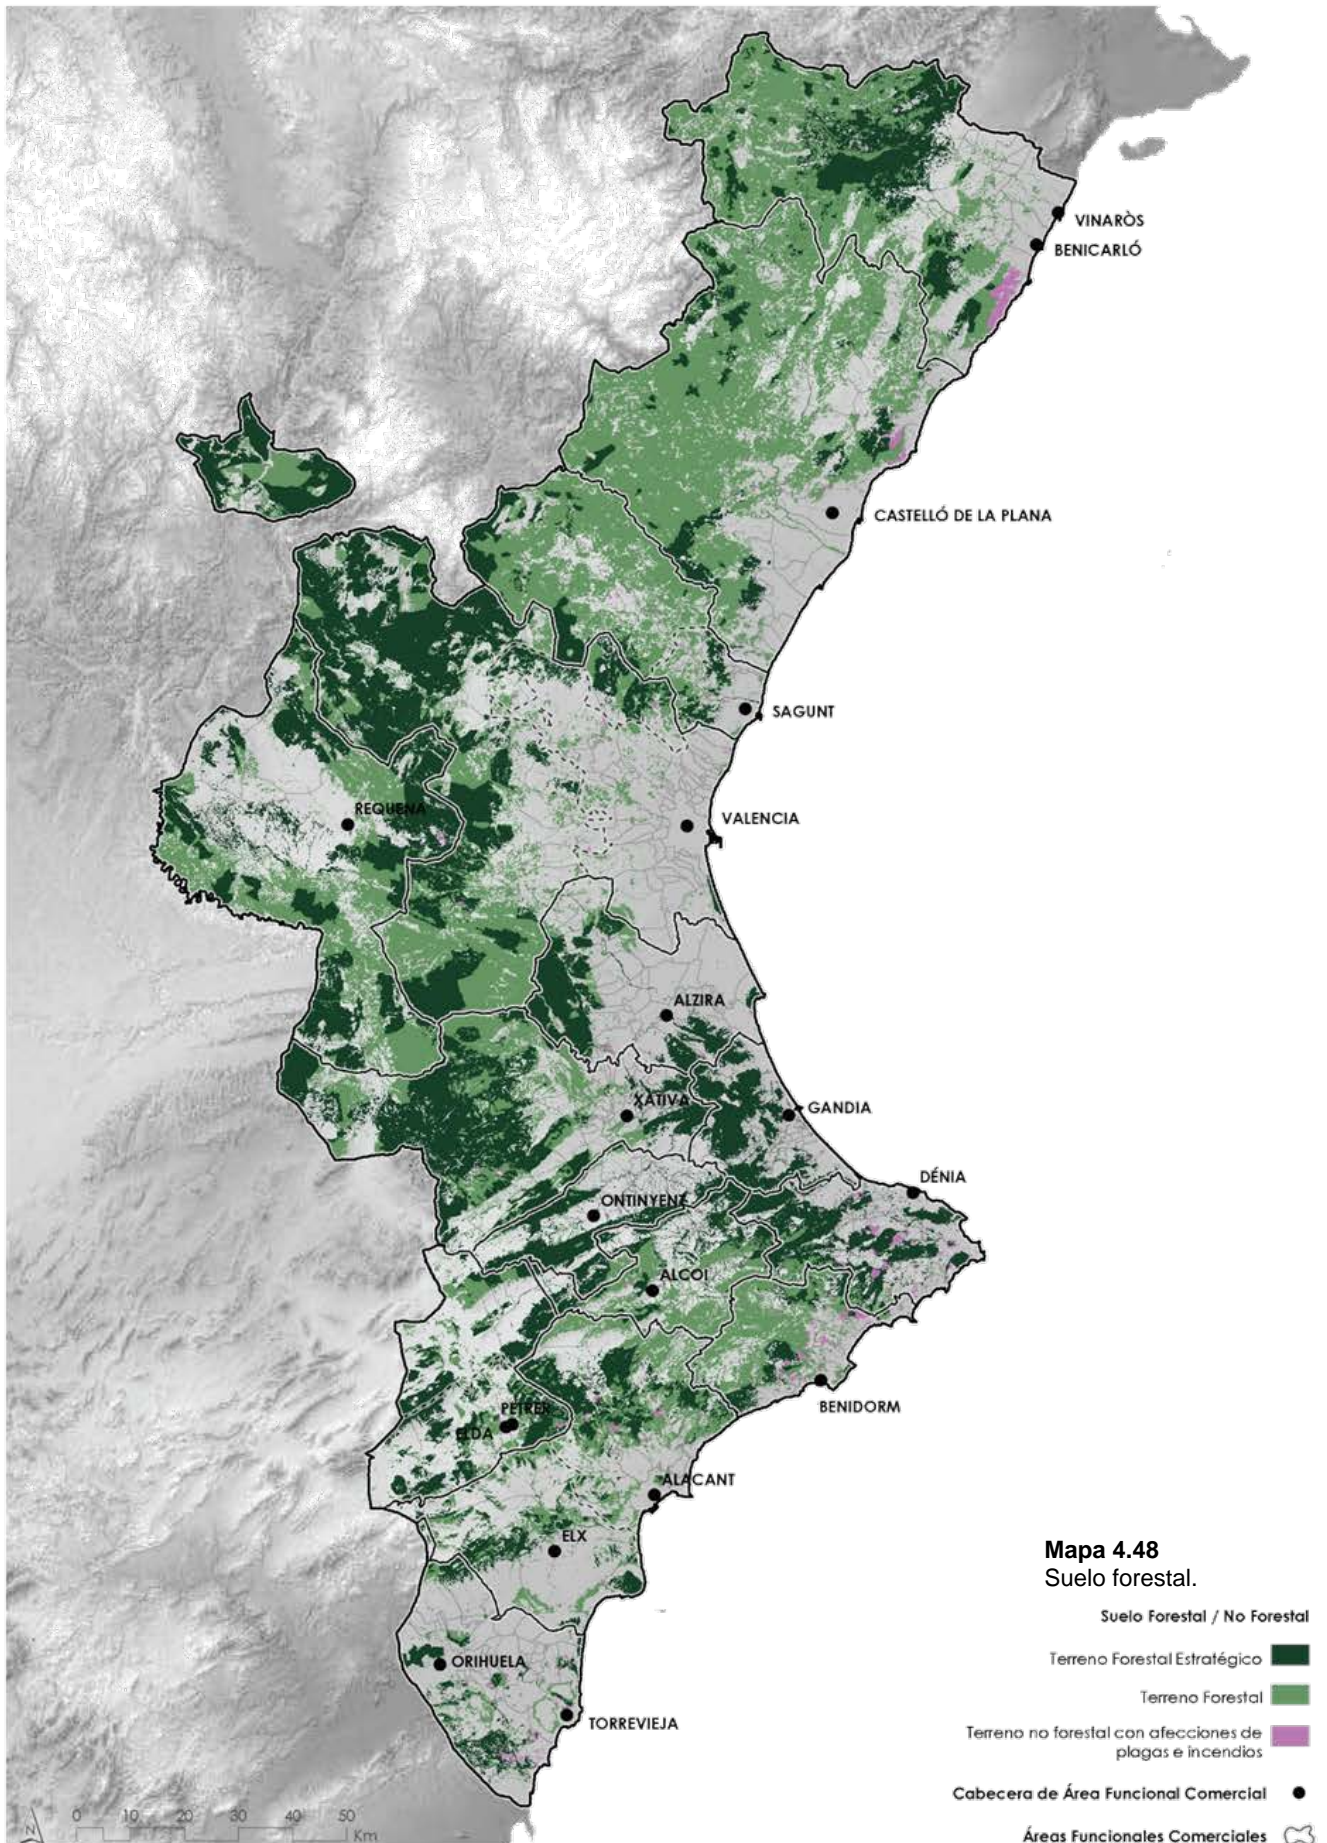 VINARÒS
BENICARLÓ
CASTELLÓ DE LA PLANA
SAGUNT
REQUENA
VALENCIA
ALZIRA
XÀTIVA
GANDIA
DÉNIA
ONTINYENT
ALCOI
BENIDORM
PETRER
ELDA
ALACANT
ELX
ORIHUELA
TORREVIEJA
Mapa 4.48
Suelo forestal.
Suelo Forestal / No Forestal
Terreno Forestal Estratégico
Terreno Forestal
Terreno no forestal con afecciones de
plagas e incendios
Cabecera de Área Funcional Comercial
Áreas Funcionales Comerciales
N
0 10 20 30 40 50
Km